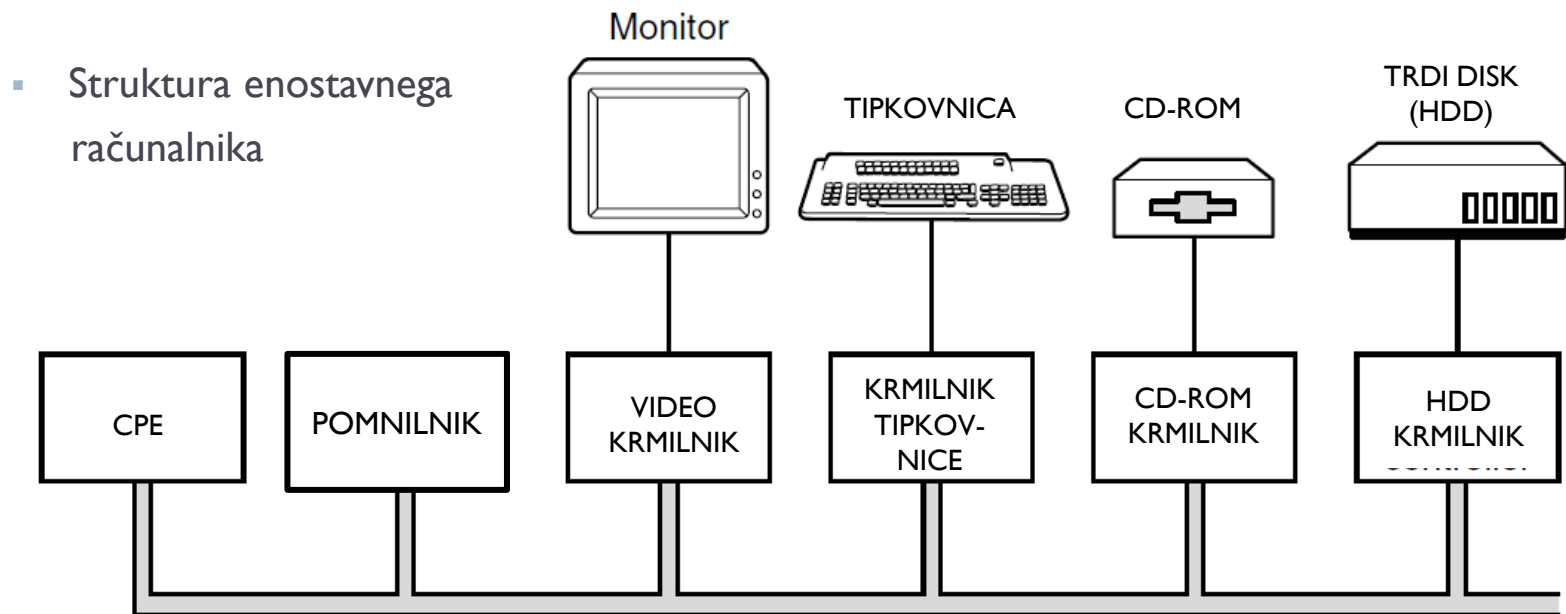 Monitor
Struktura enostavnega
računalnika
TIPKOVNICA
CD-ROM
TRDI DISK
(HDD)
CPE
POMNILNIK
VIDEO
KRMILNIK
KRMILNIK
TIPKOV-
NICE
CD-ROM
KRMILNIK
HDD
KRMILNIK